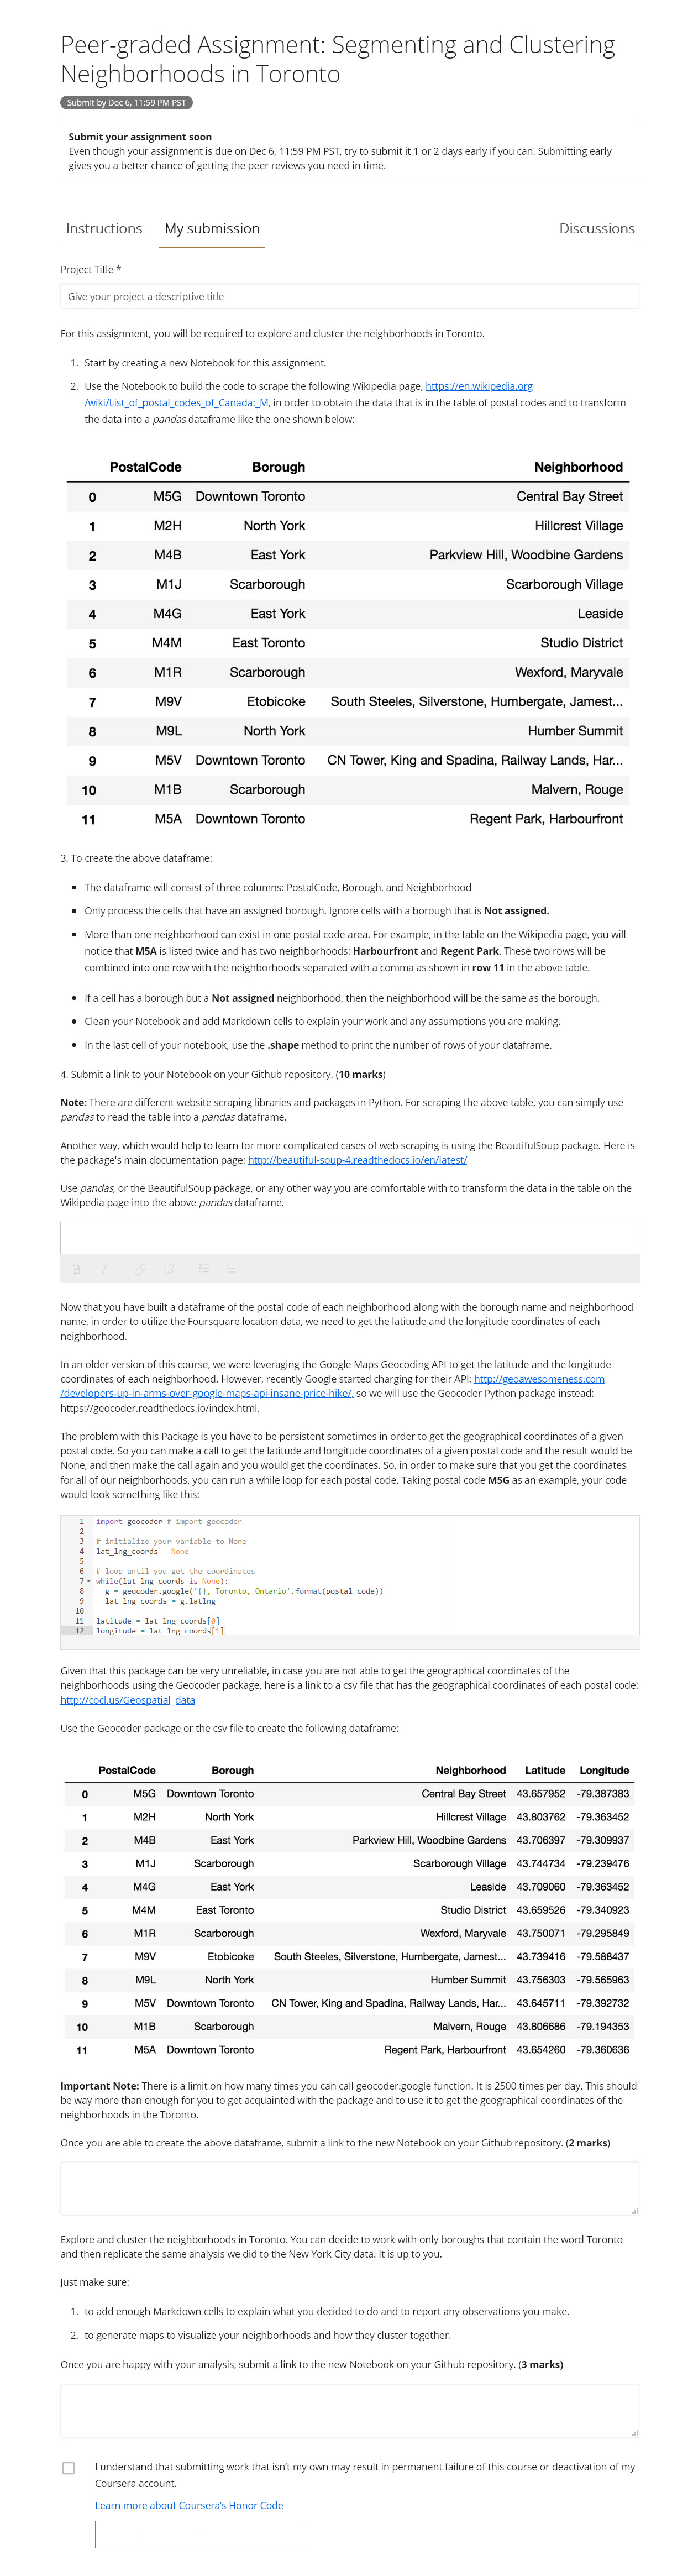 Peer-graded Assignment: Segmenting and Clustering
Neighborhoods in Toronto
Submit by Dec 6, 11:59 PM PST
Submit your assignment soon
Even though your assignment is due on Dec 6, 11:59 PM PST, try to submit it 1 or 2 days early if you can. Submitting early
gives you a better chance of getting the peer reviews you need in time.
Instructions My submission Discussions
Project Title *
Give your project a descriptive title
For this assignment, you will be required to explore and cluster the neighborhoods in Toronto.
1. Start by creating a new Notebook for this assignment.
2. Use the Notebook to build the code to scrape the following Wikipedia page, https://en.wikipedia.org
/wiki/List_of_postal_codes_of_Canada:_M, in order to obtain the data that is in the table of postal codes and to transform
the data into a pandas dataframe like the one shown below:
PostalCode Borough Neighborhood
0 M5G Downtown Toronto Central Bay Street
1 M2H North York Hillcrest Village
2 M4B East York Parkview Hill, Woodbine Gardens
3 M1J Scarborough Scarborough Village
4 M4G East York Leaside
5 M4M East Toronto Studio District
6 M1R Scarborough Wexford, Maryvale
7 M9V Etobicoke South Steeles, Silverstone, Humbergate, Jamest...
8 M9L North York Humber Summit
9 M5V Downtown Toronto CN Tower, King and Spadina, Railway Lands, Har...
10 M1B Scarborough Malvern, Rouge
11 M5A Downtown Toronto Regent Park, Harbourfront
3. To create the above dataframe:
• The dataframe will consist of three columns: PostalCode, Borough, and Neighborhood
• Only process the cells that have an assigned borough. Ignore cells with a borough that is Not assigned.
• More than one neighborhood can exist in one postal code area. For example, in the table on the Wikipedia page, you will
notice that M5A is listed twice and has two neighborhoods: Harbourfront and Regent Park. These two rows will be
combined into one row with the neighborhoods separated with a comma as shown in row 11 in the above table.
• If a cell has a borough but a Not assigned neighborhood, then the neighborhood will be the same as the borough.
• Clean your Notebook and add Markdown cells to explain your work and any assumptions you are making.
• In the last cell of your notebook, use the .shape method to print the number of rows of your dataframe.
4. Submit a link to your Notebook on your Github repository. (10 marks)
Note: There are different website scraping libraries and packages in Python. For scraping the above table, you can simply use
pandas to read the table into a pandas dataframe.
Another way, which would help to learn for more complicated cases of web scraping is using the BeautifulSoup package. Here is
the package's main documentation page: http://beautiful-soup-4.readthedocs.io/en/latest/
Use pandas, or the BeautifulSoup package, or any other way you are comfortable with to transform the data in the table on the
Wikipedia page into the above pandas dataframe.
B I
Now that you have built a dataframe of the postal code of each neighborhood along with the borough name and neighborhood
name, in order to utilize the Foursquare location data, we need to get the latitude and the longitude coordinates of each
neighborhood.
In an older version of this course, we were leveraging the Google Maps Geocoding API to get the latitude and the longitude
coordinates of each neighborhood. However, recently Google started charging for their API: http://geoawesomeness.com
/developers-up-in-arms-over-google-maps-api-insane-price-hike/, so we will use the Geocoder Python package instead:
https://geocoder.readthedocs.io/index.html.
The problem with this Package is you have to be persistent sometimes in order to get the geographical coordinates of a given
postal code. So you can make a call to get the latitude and longitude coordinates of a given postal code and the result would be
None, and then make the call again and you would get the coordinates. So, in order to make sure that you get the coordinates
for all of our neighborhoods, you can run a while loop for each postal code. Taking postal code M5G as an example, your code
would look something like this:
1 import geocoder # import geocoder
2
3 # initialize your variable to None
4 lat_lng_coords = None
5
6 # loop until you get the coordinates
7 while(lat_lng_coords is None):
8 g = geocoder.google('{}, Toronto, Ontario'.format(postal_code))
9 lat_lng_coords = g.latlng
10
11 latitude = lat_lng_coords[0]
12 longitude = lat_lng_coords[1]
Given that this package can be very unreliable, in case you are not able to get the geographical coordinates of the
neighborhoods using the Geocoder package, here is a link to a csv file that has the geographical coordinates of each postal code:
http://cocl.us/Geospatial_data
Use the Geocoder package or the csv file to create the following dataframe:
PostalCode Borough Neighborhood Latitude Longitude
0 M5G Downtown Toronto Central Bay Street 43.657952 -79.387383
1 M2H North York Hillcrest Village 43.803762 -79.363452
2 M4B East York Parkview Hill, Woodbine Gardens 43.706397 -79.309937
3 M1J Scarborough Scarborough Village 43.744734 -79.239476
4 M4G East York Leaside 43.709060 -79.363452
5 M4M East Toronto Studio District 43.659526 -79.340923
6 M1R Scarborough Wexford, Maryvale 43.750071 -79.295849
7 M9V Etobicoke South Steeles, Silverstone, Humbergate, Jamest... 43.739416 -79.588437
8 M9L North York Humber Summit 43.756303 -79.565963
9 M5V Downtown Toronto CN Tower, King and Spadina, Railway Lands, Har... 43.645711 -79.392732
10 M1B Scarborough Malvern, Rouge 43.806686 -79.194353
11 M5A Downtown Toronto Regent Park, Harbourfront 43.654260 -79.360636
Important Note: There is a limit on how many times you can call geocoder.google function. It is 2500 times per day. This should
be way more than enough for you to get acquainted with the package and to use it to get the geographical coordinates of the
neighborhoods in the Toronto.
Once you are able to create the above dataframe, submit a link to the new Notebook on your Github repository. (2 marks)
Explore and cluster the neighborhoods in Toronto. You can decide to work with only boroughs that contain the word Toronto
and then replicate the same analysis we did to the New York City data. It is up to you.
Just make sure:
1. to add enough Markdown cells to explain what you decided to do and to report any observations you make.
2. to generate maps to visualize your neighborhoods and how they cluster together.
Once you are happy with your analysis, submit a link to the new Notebook on your Github repository. (3 marks)
I understand that submitting work that isn't my own may result in permanent failure of this course or deactivation of my
Coursera account.
Learn more about Coursera's Honor Code